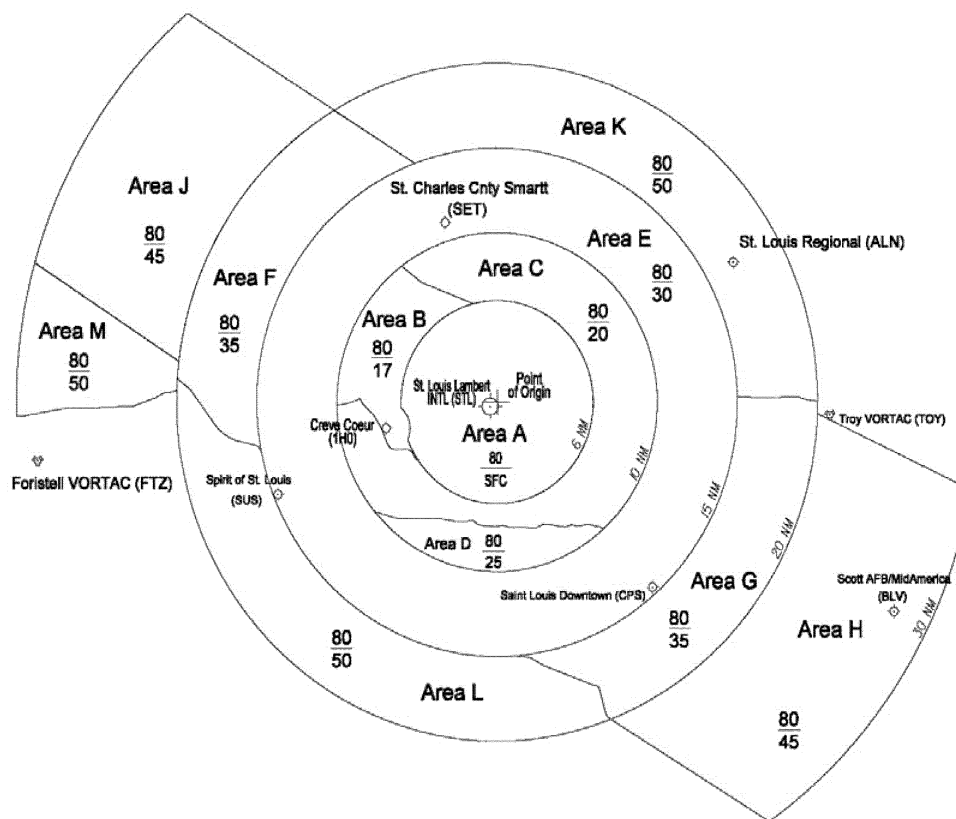 Area K
80
50
Area J
80
45
St. Charles Cnty Smartt
(SET)
Area E
80
30
St. Louis Regional (ALN)
Area F
80
35
Area C
80
20
Area B
80
17
Area M
80
50
St. Louis Lambert
INTL (STL)
Point
of Origin
Creve Coeur
(1H0)
Area A
80
SFC
6 NM
10 NM
15 NM
20 NM
30 NM
Troy VORTAC (TOY)
Foristell VORTAC (FTZ)
Spirit of St. Louis
(SUS)
Area D
80
25
Saint Louis Downtown (CPS)
Area G
80
35
Scott AFB/MidAmerica
(BLV)
Area H
80
45
80
50
Area L